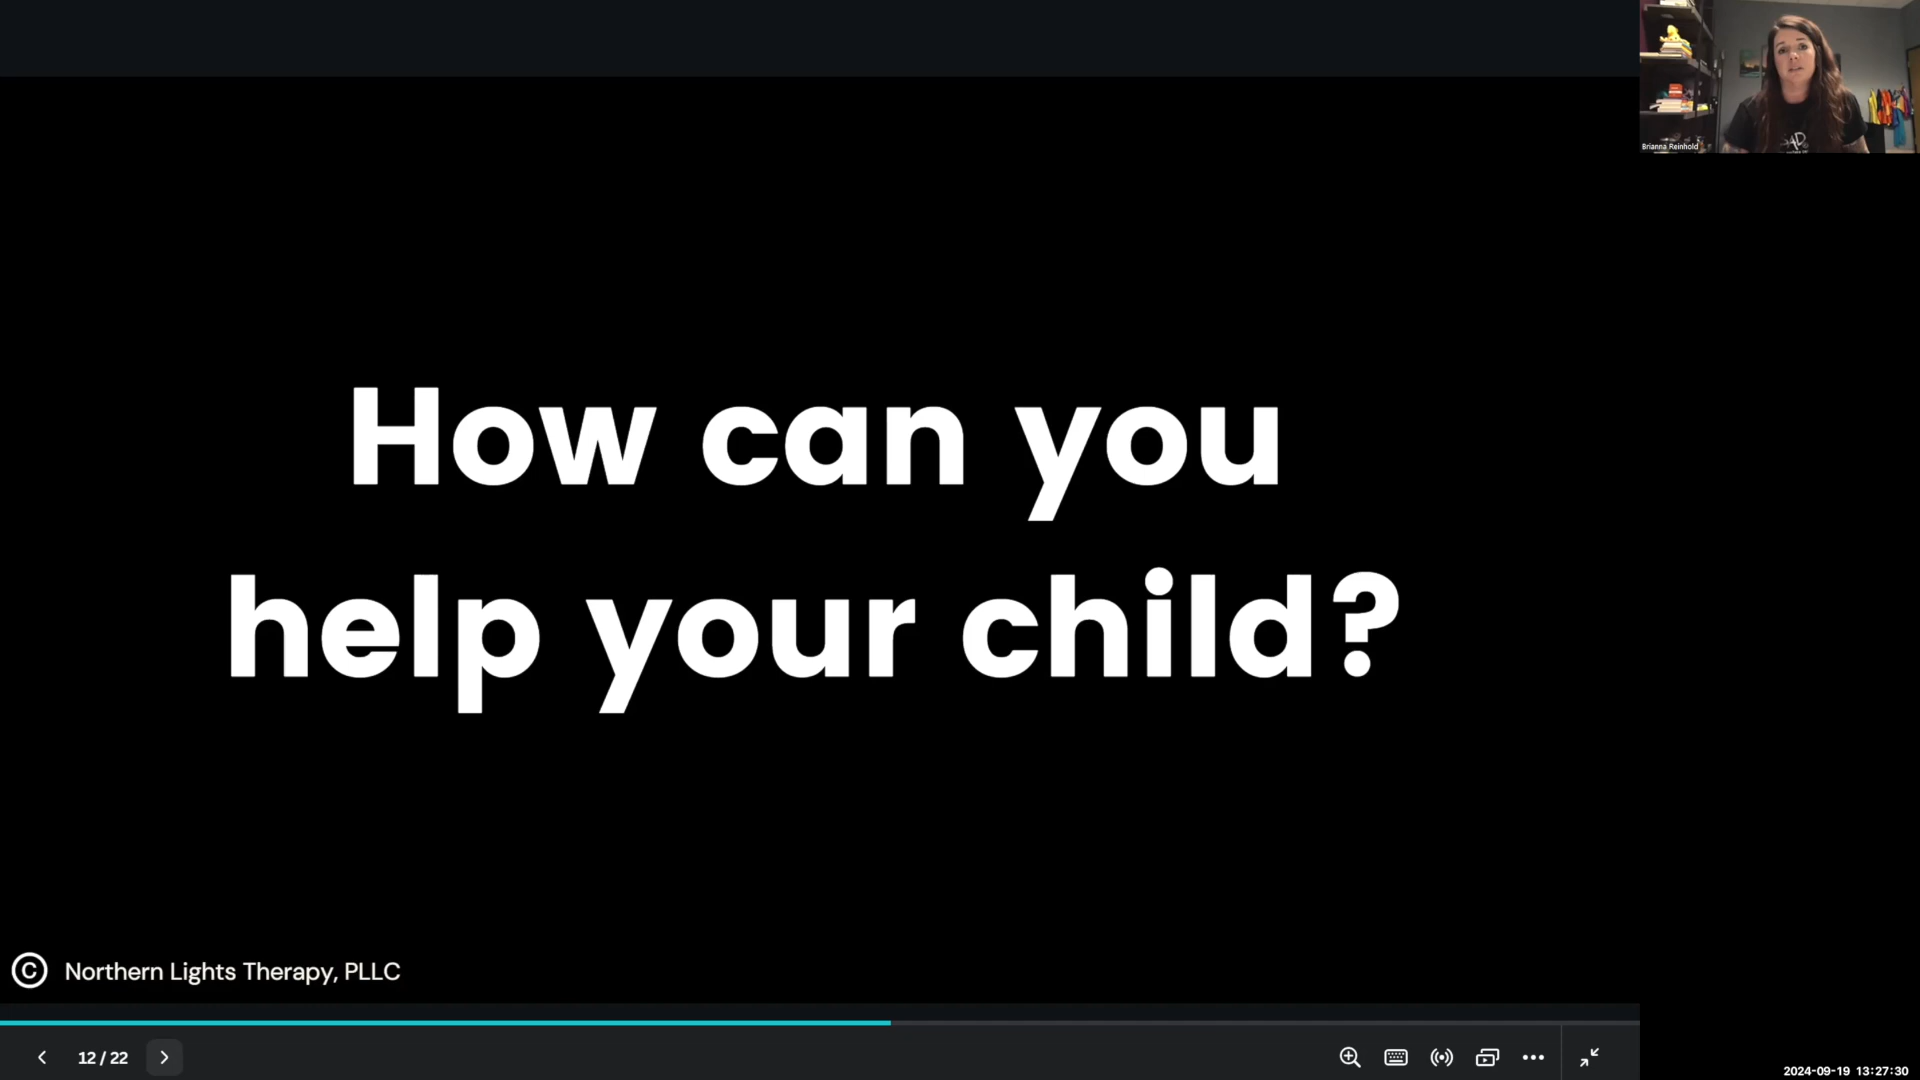 Brianna Reinhold
How can you
help your child?
© Northern Lights Therapy, PLLC
12 / 22
2024-09-19 13:27:30